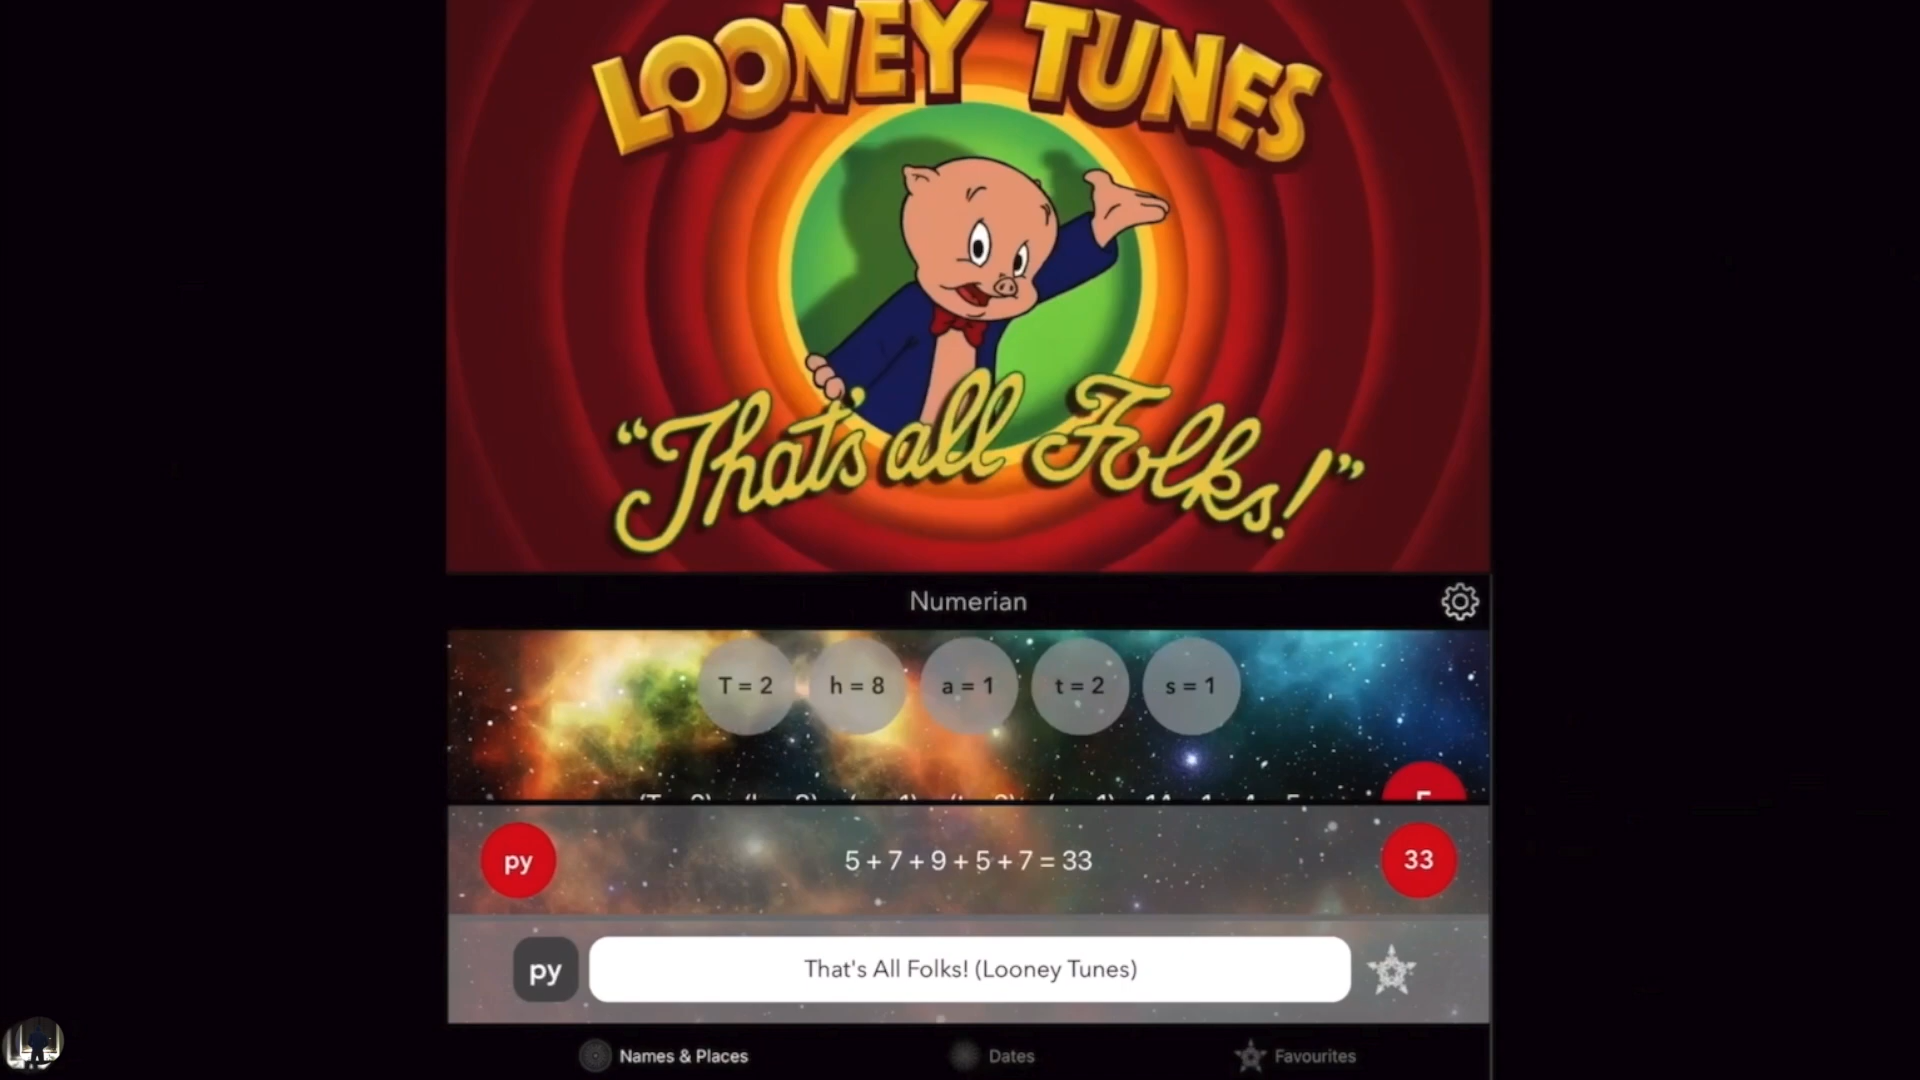 LOONEY TUNES
"That's all Folks!"
Numerian
T = 2 h = 8 a = 1 t = 2 s = 1
py 5 + 7 + 9 + 5 + 7 = 33 33
py That's All Folks! (Looney Tunes)
Names & Places Dates Favourites